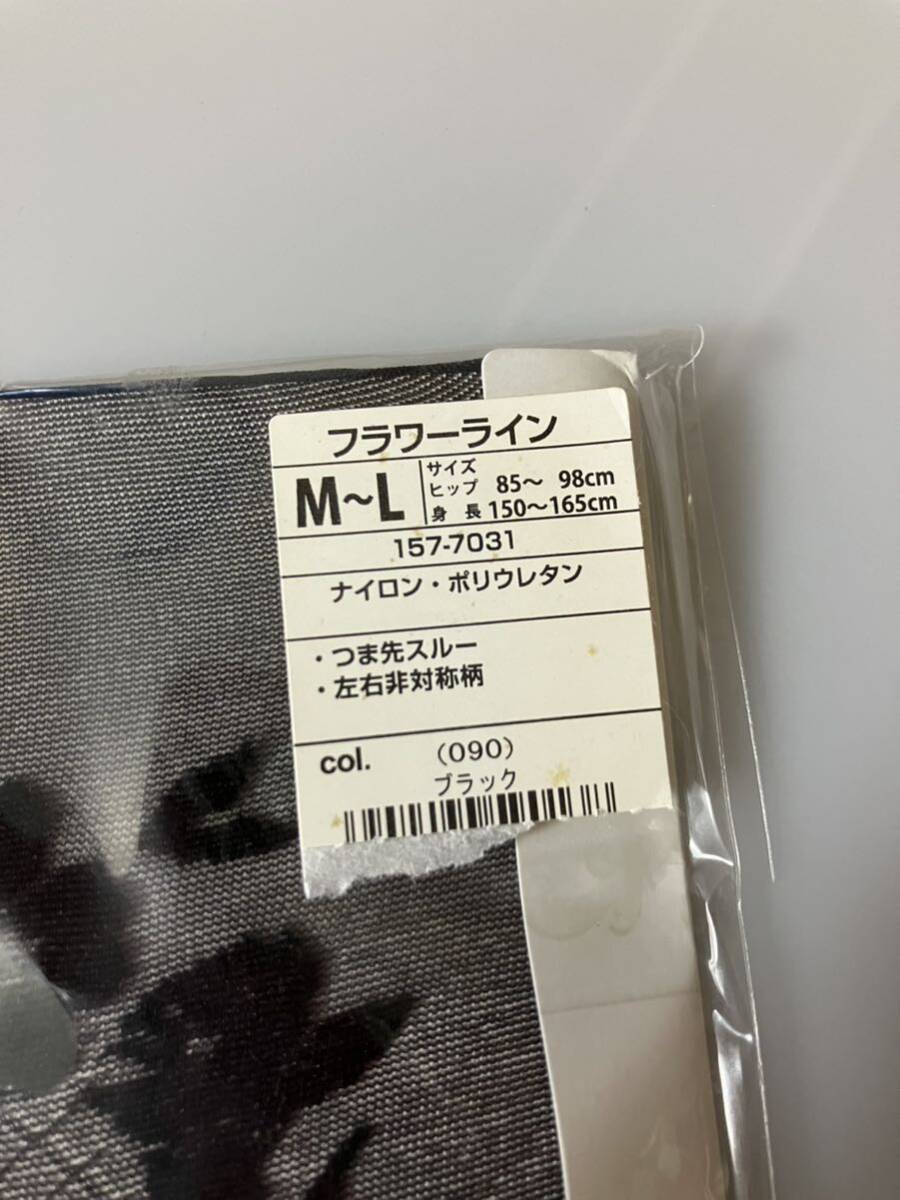 フラワーライン
M～L
サイズ
ヒップ 85～ 98cm
身 長 150～165cm
157-7031
ナイロン・ポリウレタン
・つま先スルー
・左右非対称柄
col. (090)
ブラック